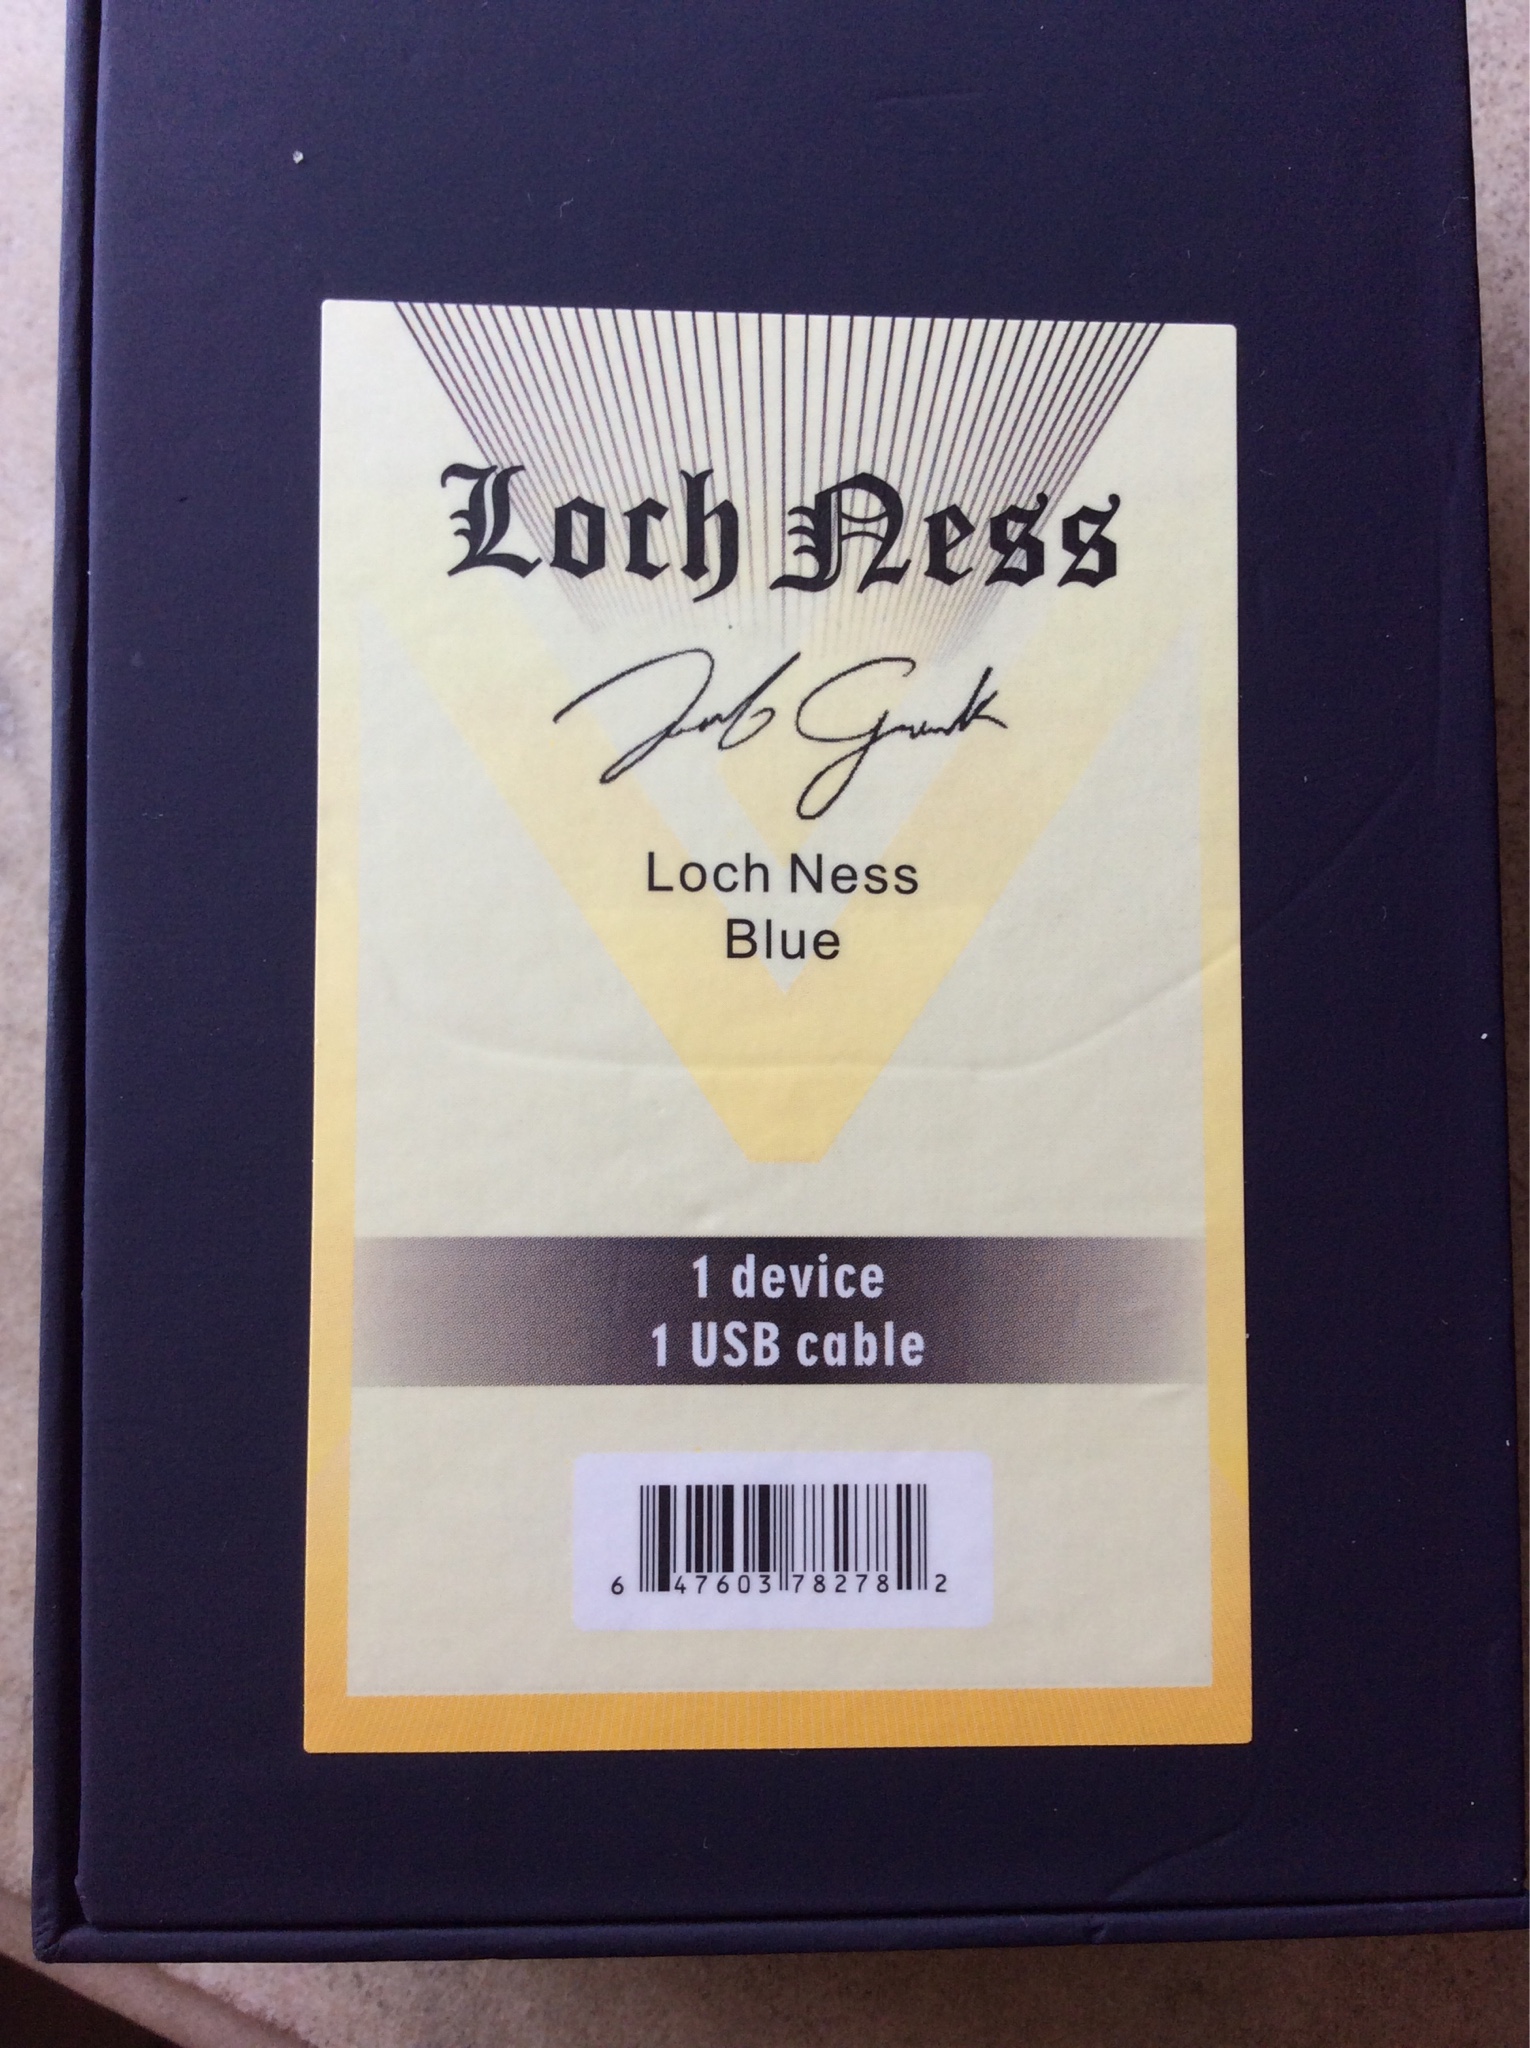 Loch Ness
Loch Ness
Blue
1 device
1 USB cable
6 47603 78278 2